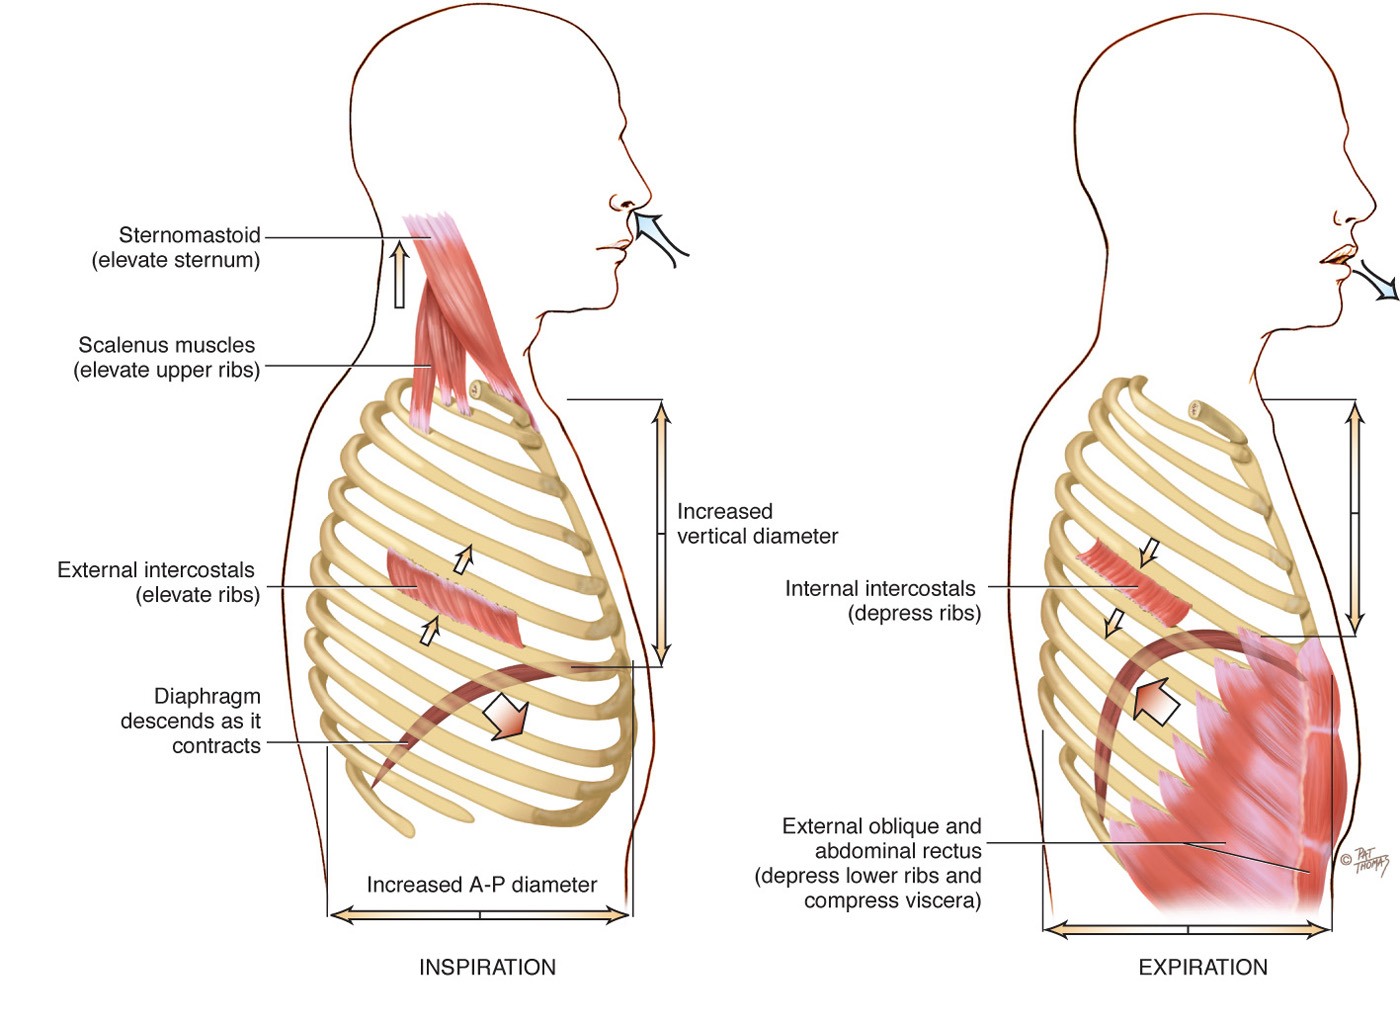 Sternomastoid
(elevate sternum)
Scalenus muscles
(elevate upper ribs)
External intercostals
(elevate ribs)
Diaphragm
descends as it
contracts
Increased
vertical diameter
Increased A-P diameter
INSPIRATION
Internal intercostals
(depress ribs)
External oblique and
abdominal rectus
(depress lower ribs and
compress viscera)
© PAT
THOMAS
EXPIRATION